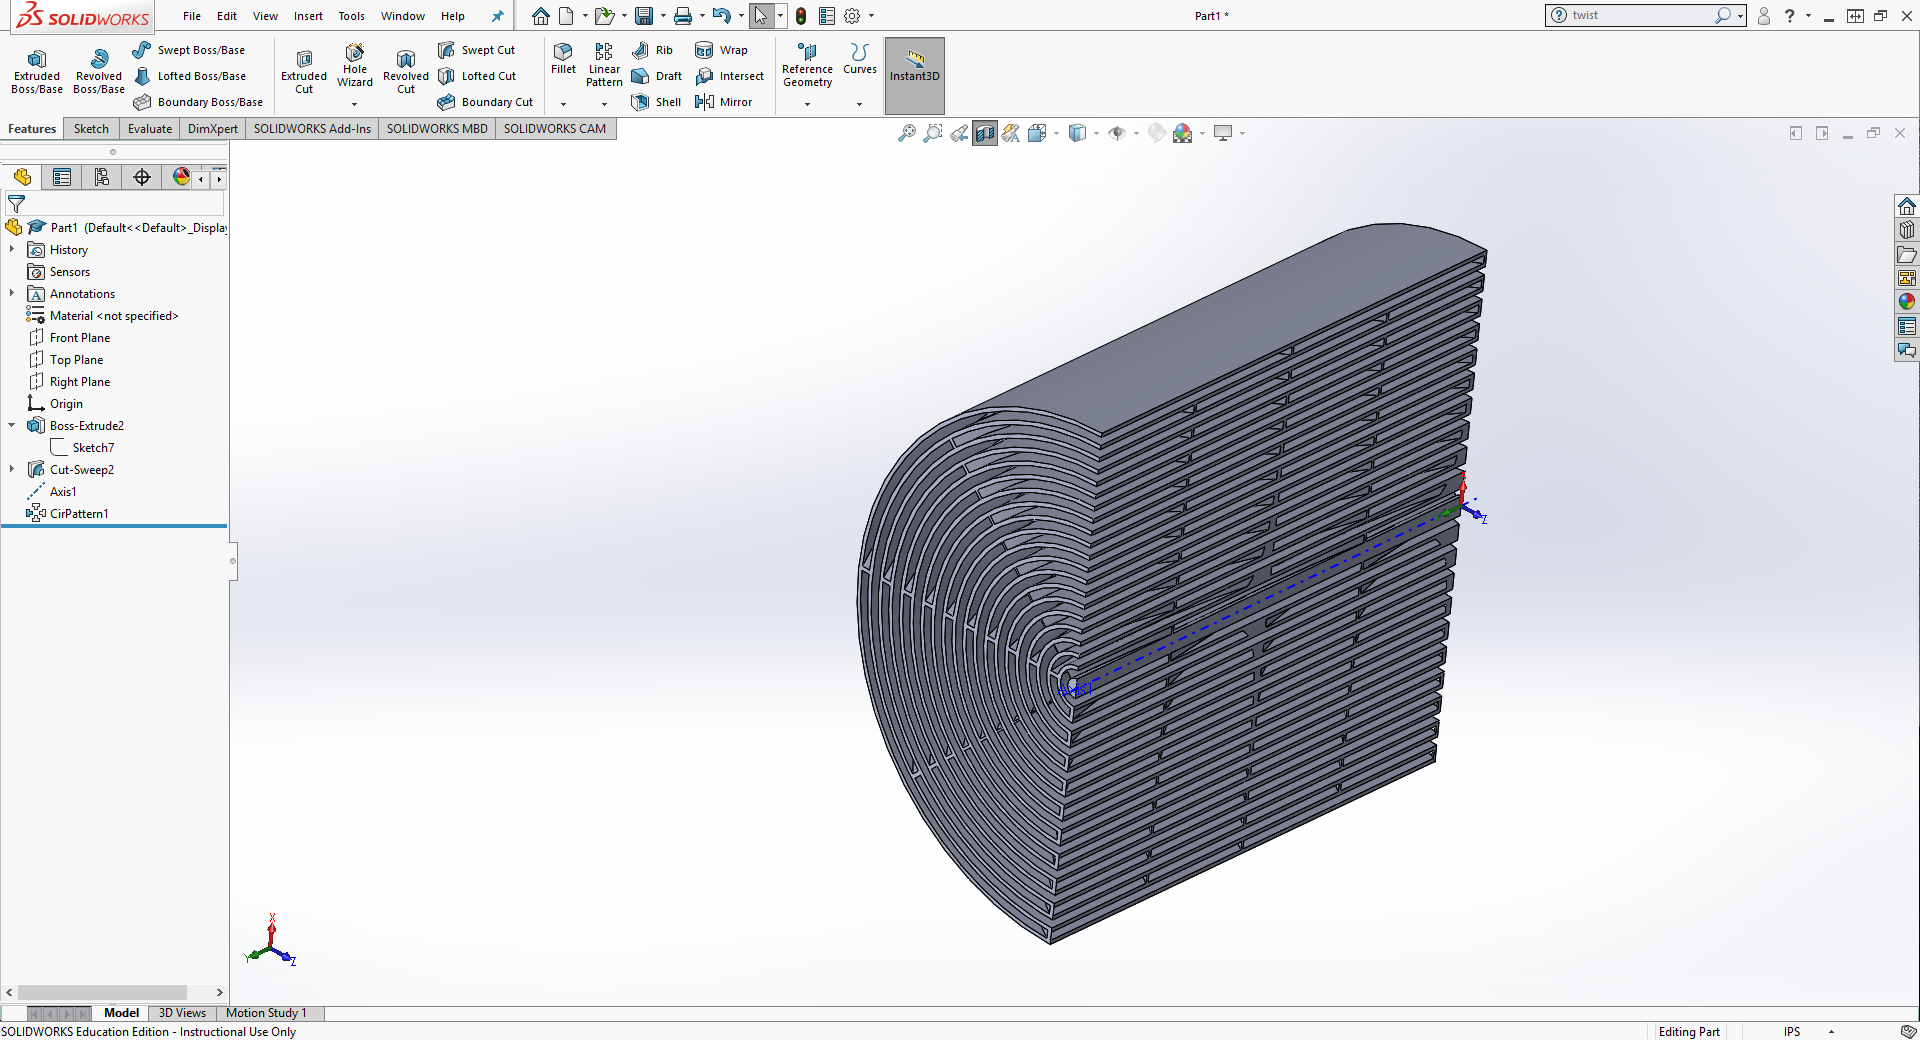 SOLIDWORKS
File Edit View Insert Tools Window Help
Part1 *
twist
Extruded Boss/Base
Revolved Boss/Base
Swept Boss/Base
Lofted Boss/Base
Boundary Boss/Base
Extruded Cut
Hole Wizard
Revolved Cut
Swept Cut
Lofted Cut
Boundary Cut
Fillet
Linear Pattern
Rib
Draft
Shell
Wrap
Intersect
Mirror
Reference Geometry
Curves
Instant3D
Features Sketch Evaluate DimXpert SOLIDWORKS Add-Ins SOLIDWORKS MBD SOLIDWORKS CAM
Part1 (Default<<Default>_Display
History
Sensors
Annotations
Material <not specified>
Front Plane
Top Plane
Right Plane
Origin
Boss-Extrude2
Sketch7
Cut-Sweep2
Axis1
CirPattern1
Z
X
Y
Z
Model 3D Views Motion Study 1
SOLIDWORKS Education Edition - Instructional Use Only
Editing Part
IPS